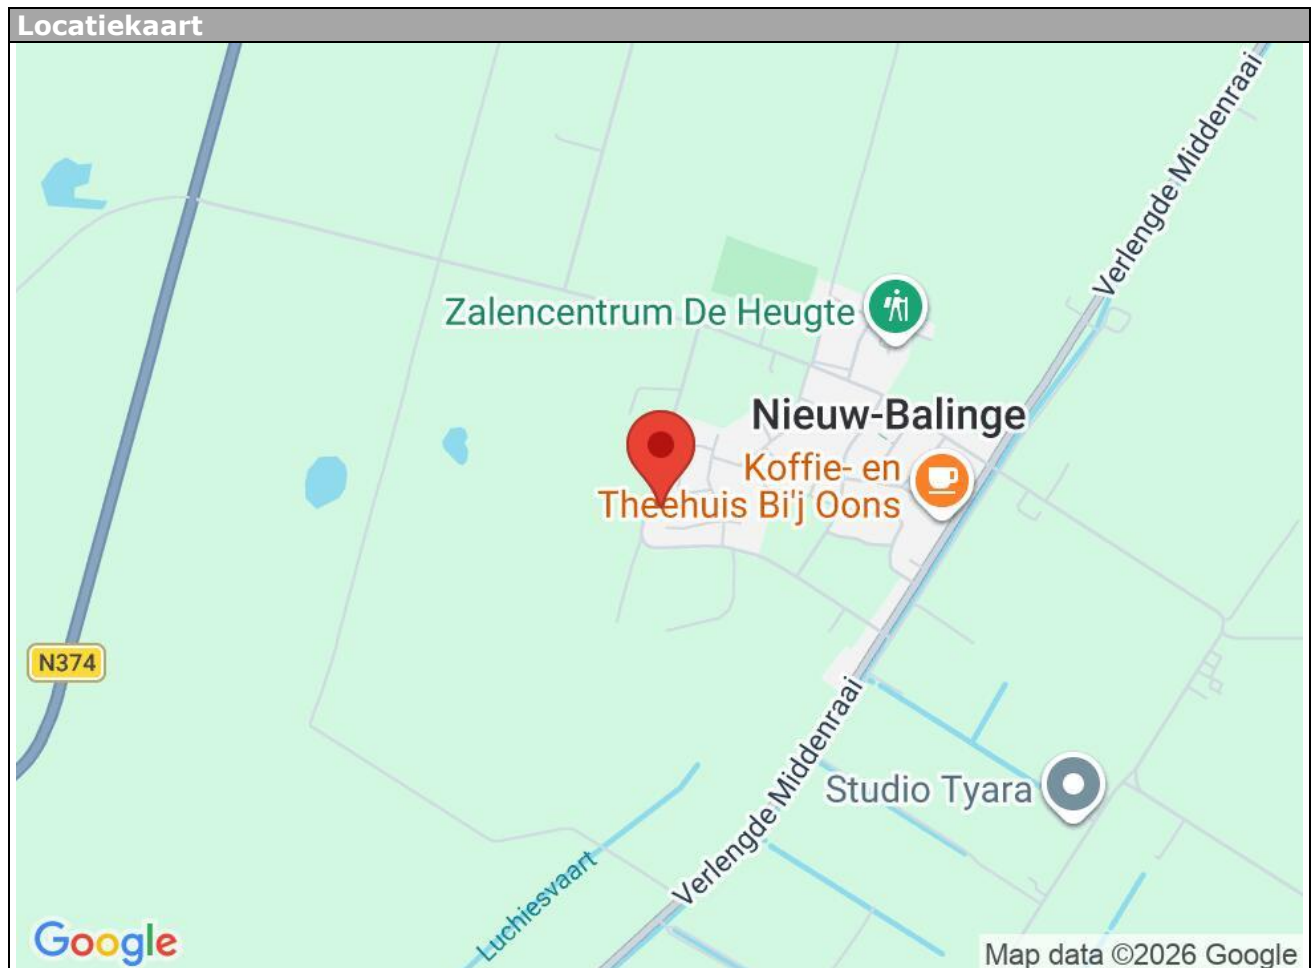 Locatiekaart
Verlengde Middenraai
Zalencentrum De Heugte
Nieuw-Balinge
Koffie- en
Theehuis Bi'j Oons
N374
Verlengde Middenraai
Studio Tyara
Luchiesvaart
Google
Map data ©2026 Google